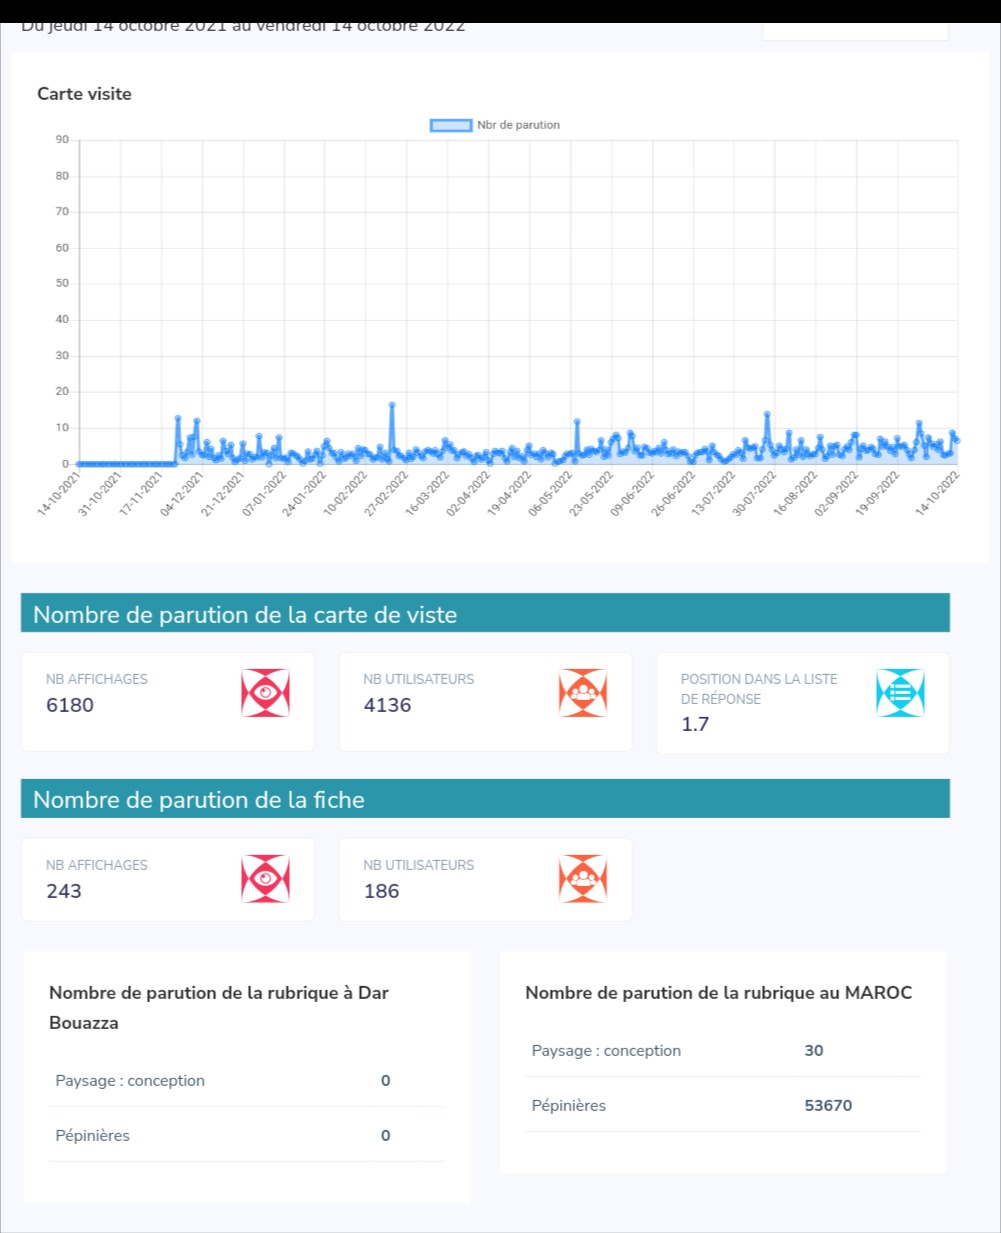 Du jeudi 14 octobre 2021 au vendredi 14 octobre 2022
Carte visite
Nbr de parution
90
80
70
60
50
40
30
20
10
0
14-10-2021
31-10-2021
17-11-2021
04-12-2021
21-12-2021
07-01-2022
24-01-2022
10-02-2022
27-02-2022
16-03-2022
02-04-2022
19-04-2022
06-05-2022
23-05-2022
09-06-2022
26-06-2022
13-07-2022
30-07-2022
16-08-2022
02-09-2022
19-09-2022
14-10-2022
Nombre de parution de la carte de viste
NB AFFICHAGES
6180
NB UTILISATEURS
4136
POSITION DANS LA LISTE
DE RÉPONSE
1.7
Nombre de parution de la fiche
NB AFFICHAGES
243
NB UTILISATEURS
186
Nombre de parution de la rubrique à Dar
Bouazza
Paysage : conception 0
Pépinières 0
Nombre de parution de la rubrique au MAROC
Paysage : conception 30
Pépinières 53670